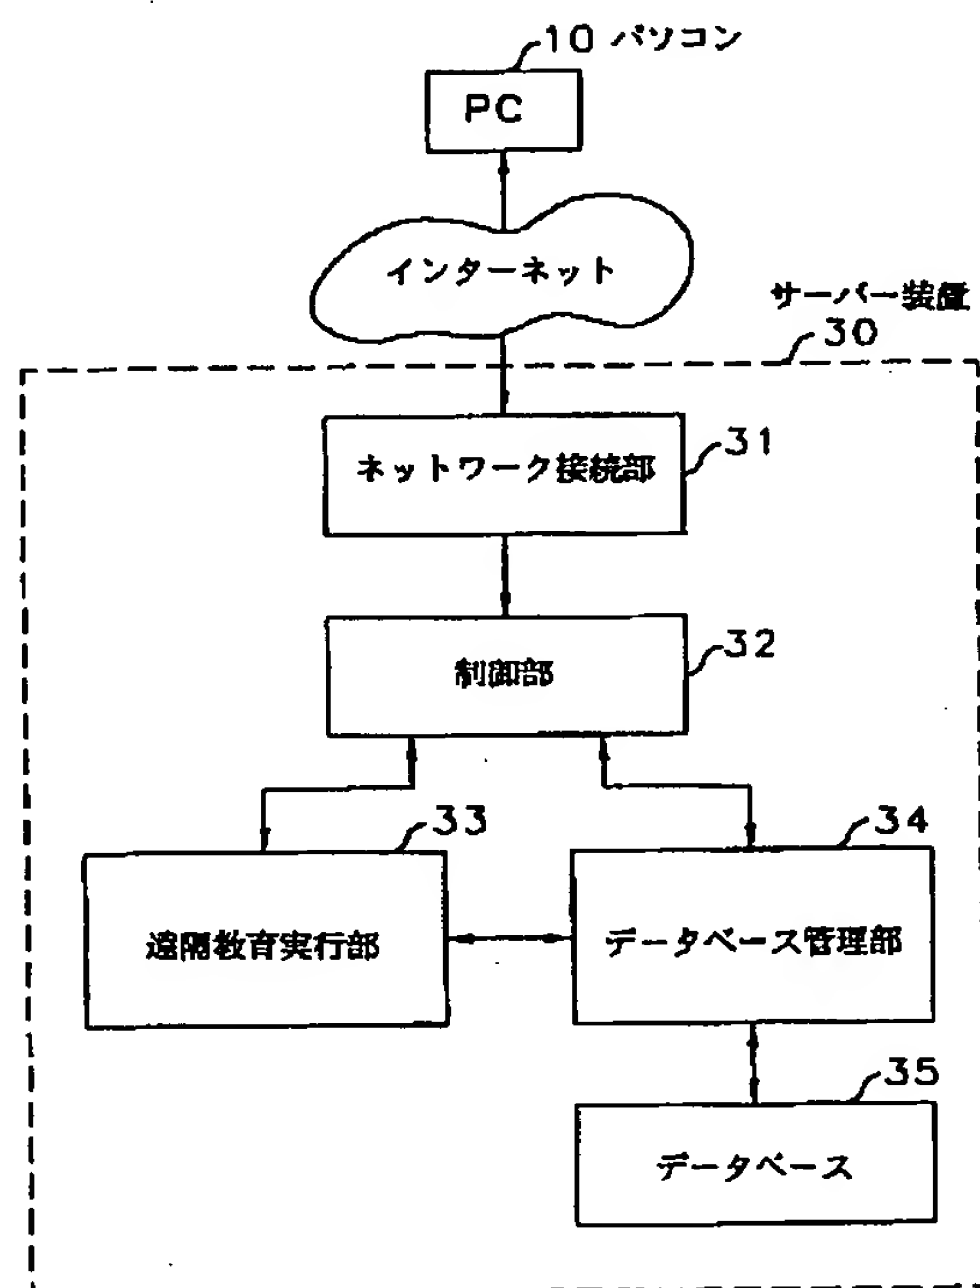 10 パソコン
PC
インターネット
サーバー装置
30
ネットワーク接続部
31
制御部
32
33
34
遠隔教育実行部
データベース管理部
35
データベース